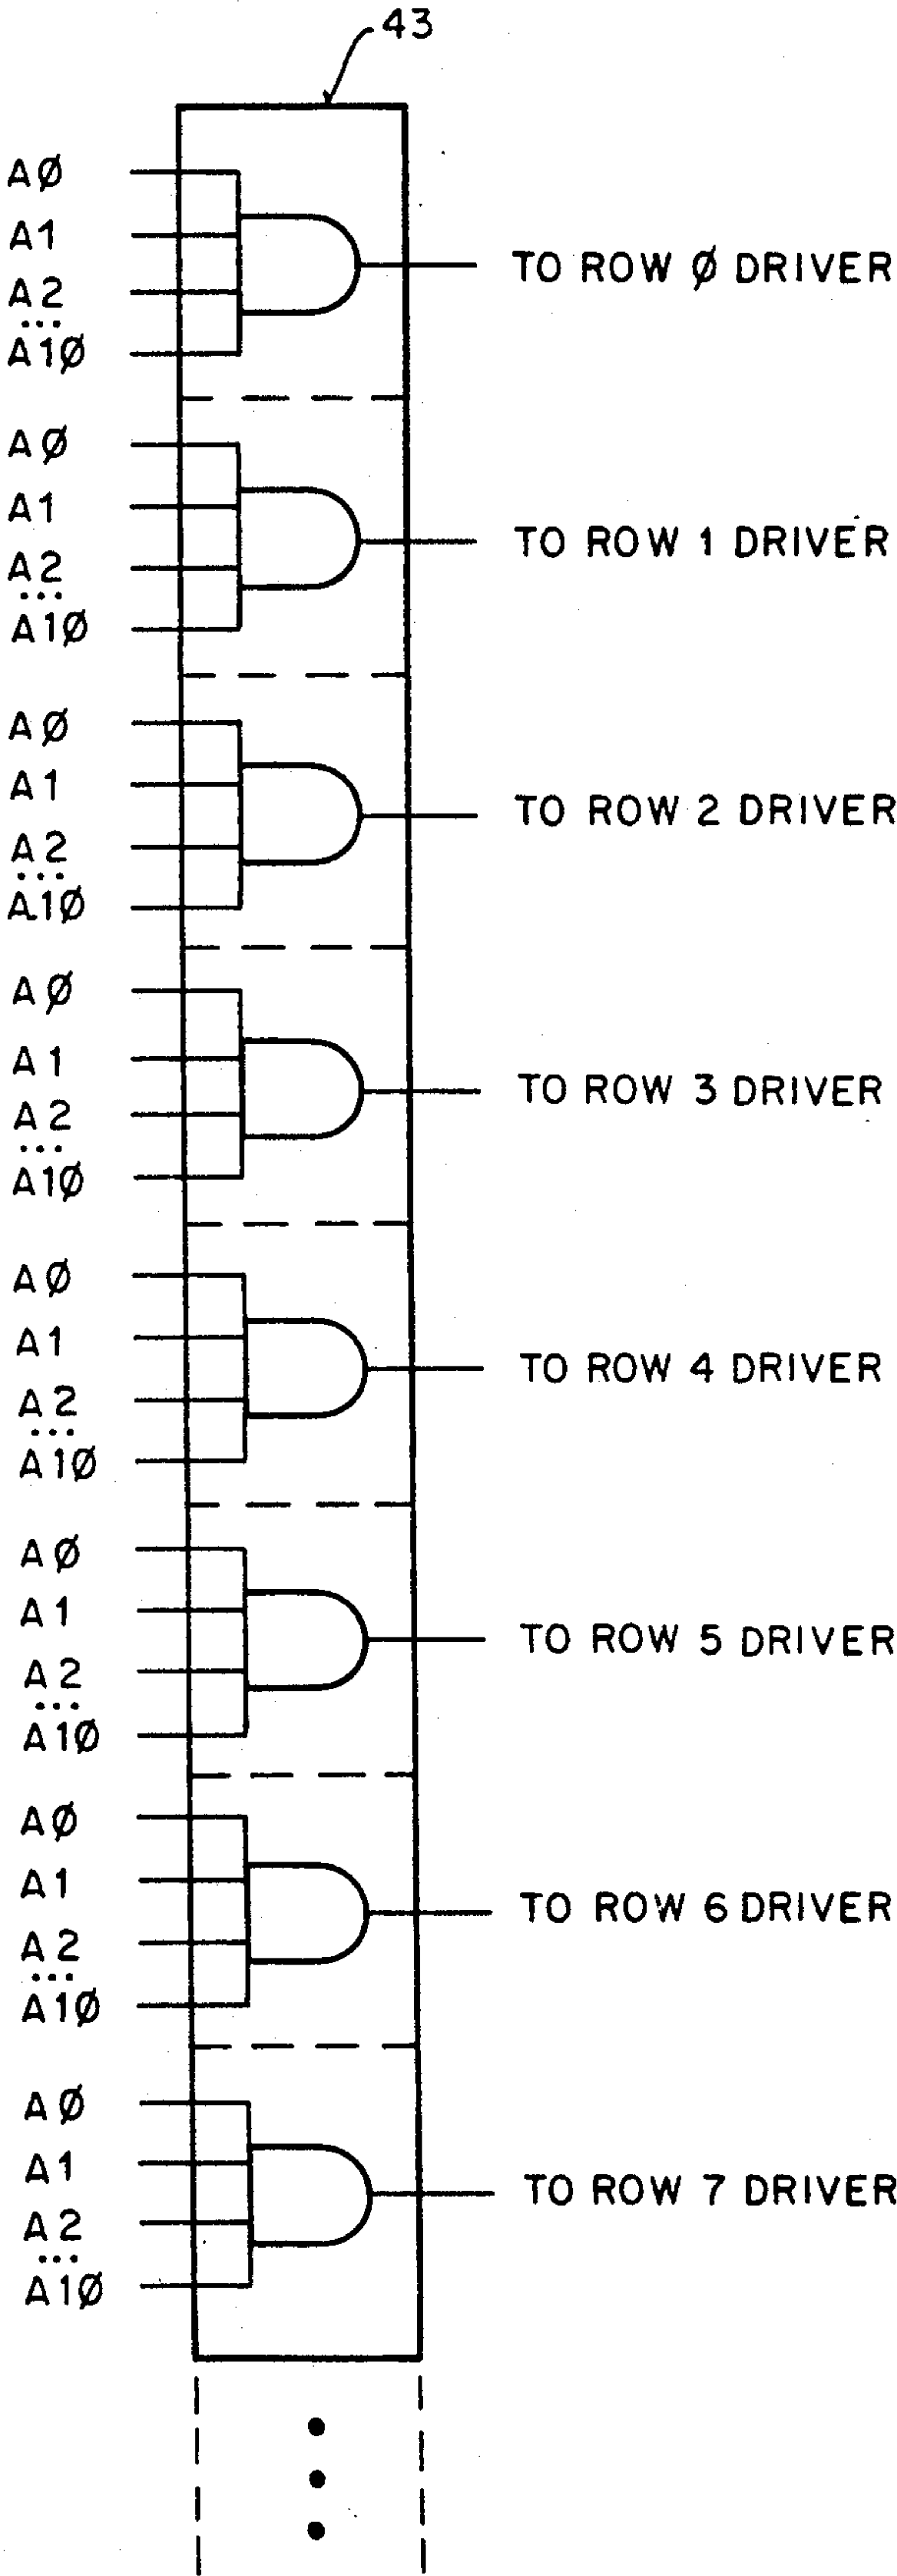 43
AØ
A1
TO ROW Ø DRIVER
A2
...
A1Ø
AØ
A1
TO ROW 1 DRIVER
A2
...
A1Ø
AØ
A1
TO ROW 2 DRIVER
A2
...
A1Ø
AØ
A1
TO ROW 3 DRIVER
A2
...
A1Ø
AØ
A1
TO ROW 4 DRIVER
A2
...
A1Ø
AØ
A1
TO ROW 5 DRIVER
A2
...
A1Ø
AØ
A1
TO ROW 6 DRIVER
A2
...
A1Ø
AØ
A1
TO ROW 7 DRIVER
A2
...
A1Ø